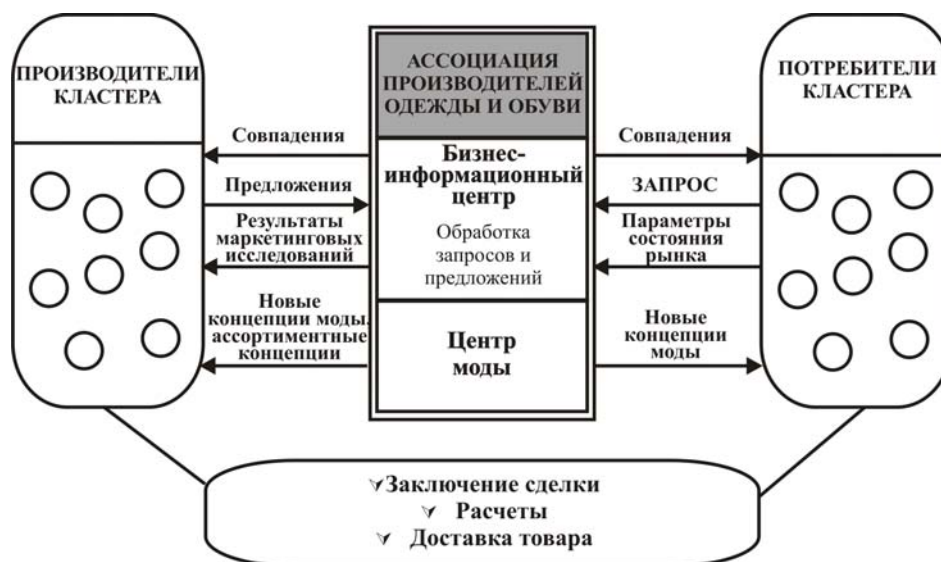 ПРОИЗВОДИТЕЛИ
КЛАСТЕРА
АССОЦИАЦИЯ
ПРОИЗВОДИТЕЛЕЙ
ОДЕЖДЫ И ОБУВИ
ПОТРЕБИТЕЛИ
КЛАСТЕРА
Совпадения
Предложения
Результаты
маркетинговых
исследований
Новые
концепции моды,
ассортиментные
концепции
Бизнес-
информационный
центр
Обработка
запросов и
предложений
Центр
моды
Совпадения
ЗАПРОС
Параметры
состояния
рынка
Новые
концепции
моды
Заключение сделки
Расчеты
Доставка товара